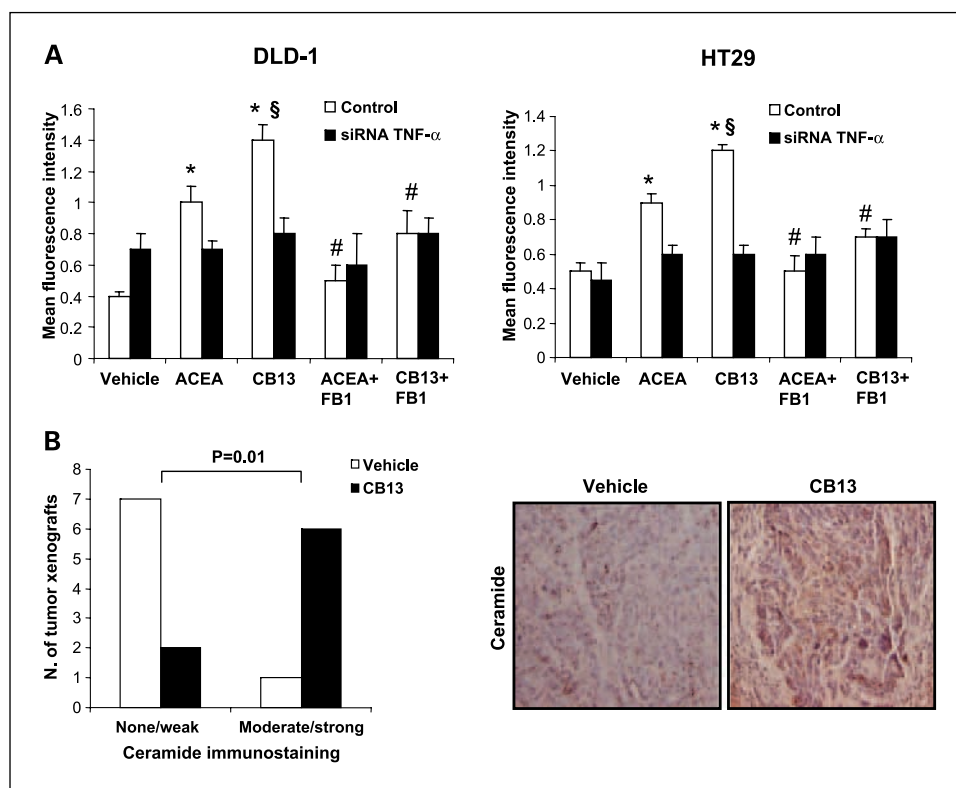 A
DLD-1
Mean fluorescence intensity
1.6
1.4
1.2
1
0.8
0.6
0.4
0.2
0
Control
siRNA TNF-α
*
* §
#
#
Vehicle
ACEA
CB13
ACEA+
FB1
CB13+
FB1
HT29
Mean fluorescence intensity
1.4
1.2
1
0.8
0.6
0.4
0.2
0
Control
siRNA TNF-α
*
* §
#
#
Vehicle
ACEA
CB13
ACEA+
FB1
CB13+
FB1
B
P=0.01
Vehicle
CB13
N. of tumor xenografts
8
7
6
5
4
3
2
1
0
None/weak
Moderate/strong
Ceramide immunostaining
Vehicle
CB13
Ceramide